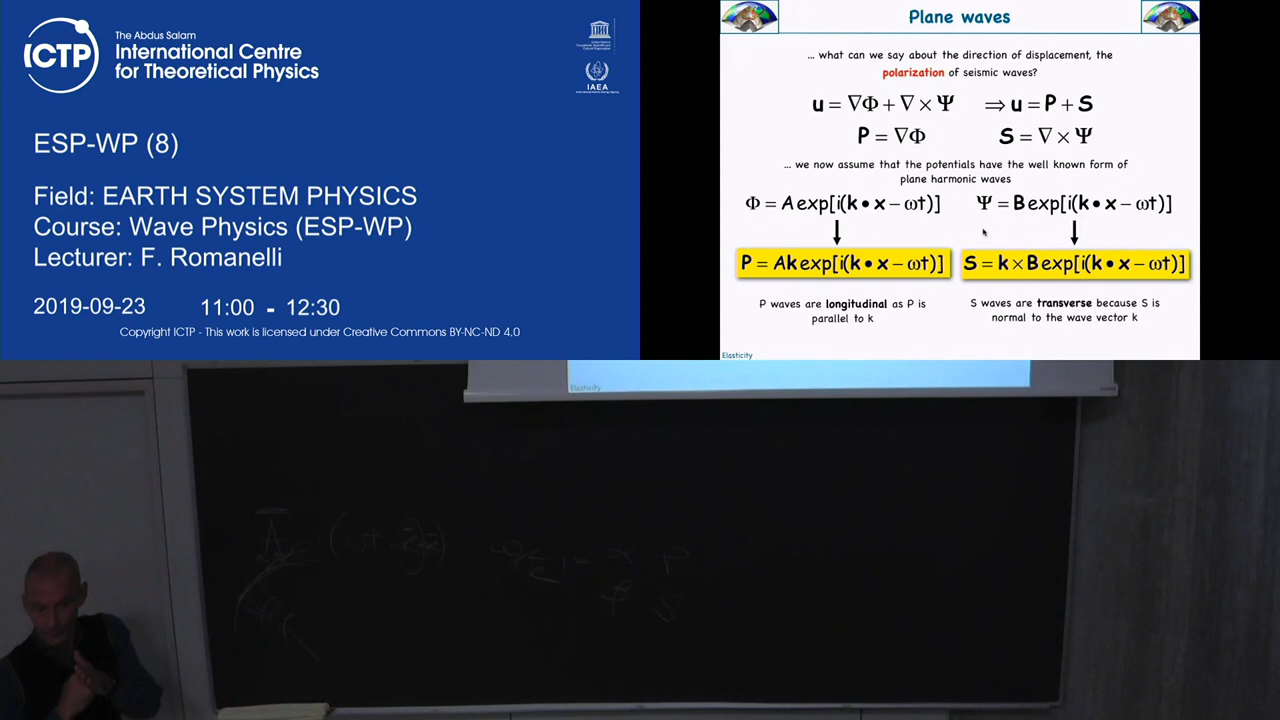 ICTP
The Abdus Salam
International Centre
for Theoretical Physics
IAEA
ESP-WP (8)
Field: EARTH SYSTEM PHYSICS
Course: Wave Physics (ESP-WP)
Lecturer: F. Romanelli
2019-09-23 11:00 - 12:30
Copyright ICTP - This work is licensed under Creative Commons BY-NC-ND 4.0
Plane waves
... what can we say about the direction of displacement, the
polarization of seismic waves?
u = ∇Φ + ∇ × Ψ ⇒ u = P + S
P = ∇Φ S = ∇ × Ψ
... we now assume that the potentials have the well known form of
plane harmonic waves
Φ = A exp[i(k • x − ωt)] Ψ = B exp[i(k • x − ωt)]
P = Ak exp[i(k • x − ωt)] S = k × B exp[i(k • x − ωt)]
P waves are longitudinal as P is
parallel to k
S waves are transverse because S is
normal to the wave vector k
Elasticity
Elasticity